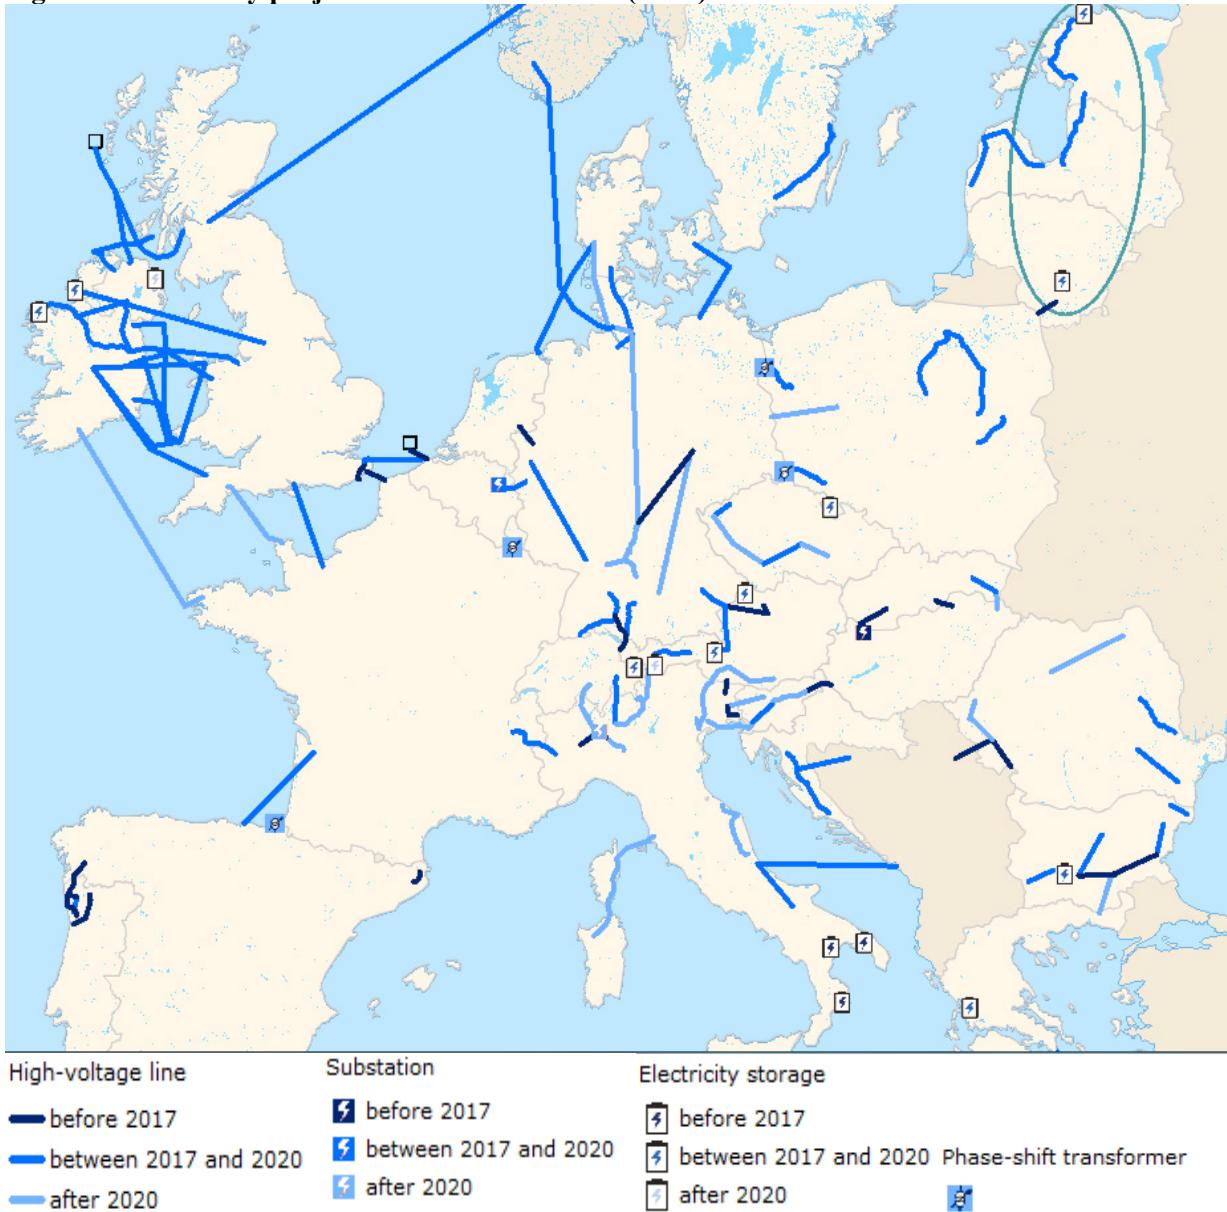 High-voltage line
before 2017
between 2017 and 2020
after 2020
Substation
before 2017
between 2017 and 2020
after 2020
Electricity storage
before 2017
between 2017 and 2020
after 2020
Phase-shift transformer